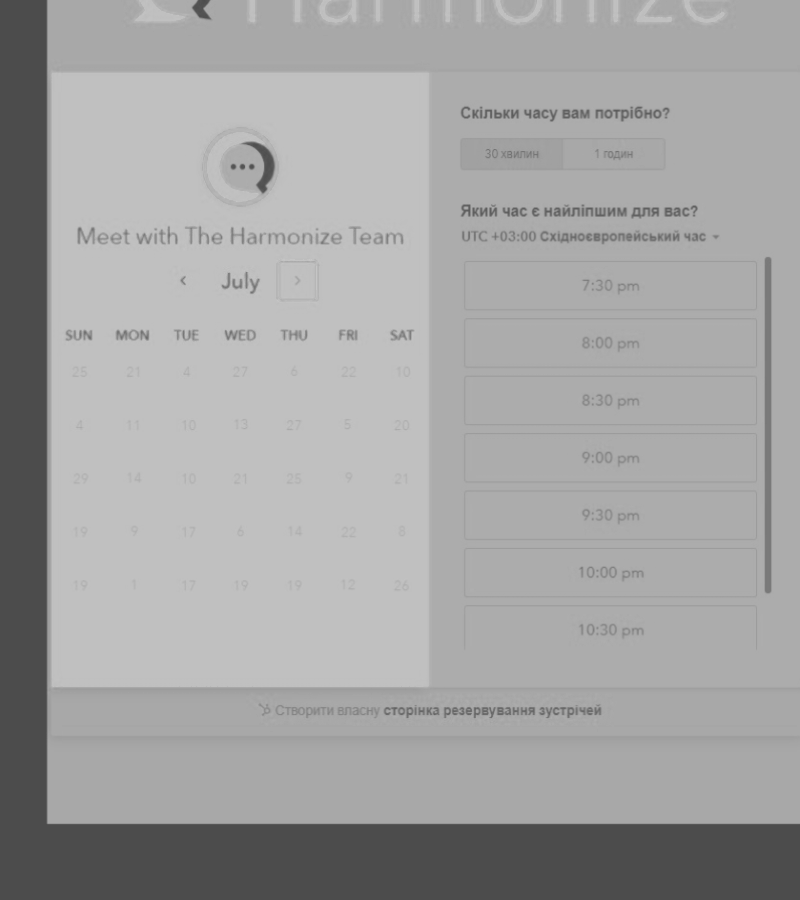 Harmonize
Meet with The Harmonize Team
July
SUN MON TUE WED THU FRI SAT
25 21 4 27 6 22 10
4 11 10 13 27 5 20
29 14 10 21 25 9 21
19 9 17 6 14 22 8
19 1 17 19 19 12 26
Скільки часу вам потрібно?
30 хвилин 1 годин
Який час є найліпшим для вас?
UTC +03:00 Східноєвропейський час
7:30 pm
8:00 pm
8:30 pm
9:00 pm
9:30 pm
10:00 pm
10:30 pm
Створити власну сторінка резервування зустрічей